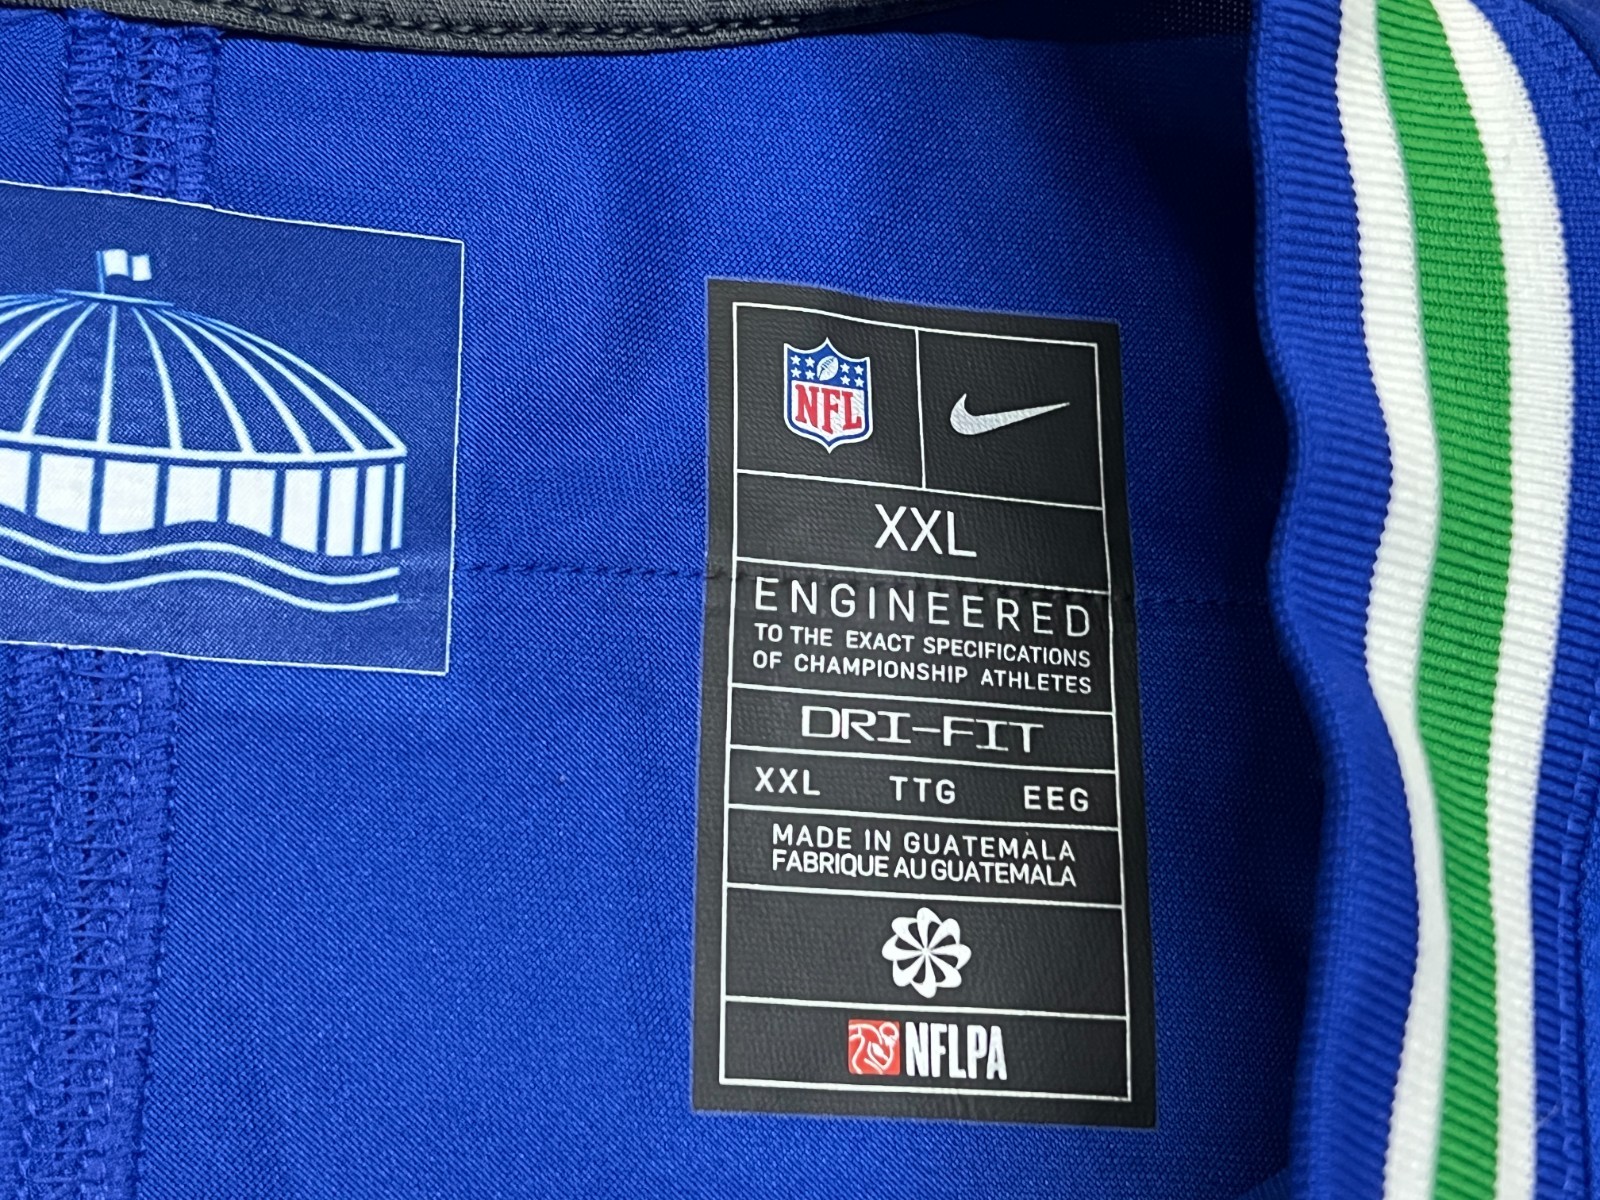 NFL
XXL
ENGINEERED
TO THE EXACT SPECIFICATIONS
OF CHAMPIONSHIP ATHLETES
DRI-FIT
XXL TTG EEG
MADE IN GUATEMALA
FABRIQUE AU GUATEMALA
NFLPA